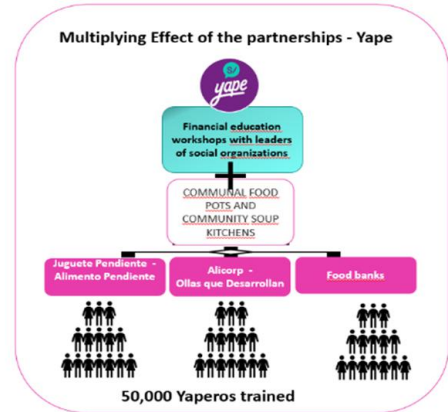 Multiplying Effect of the partnerships - Yape
S/
yape
Financial education
workshops with leaders
of social organizations
COMMUNAL FOOD
POTS AND
COMMUNITY SOUP
KITCHENS
Juguete Pendiente -
Alimento Pendiente
Alicorp -
Ollas que Desarrollan
Food banks
50,000 Yaperos trained